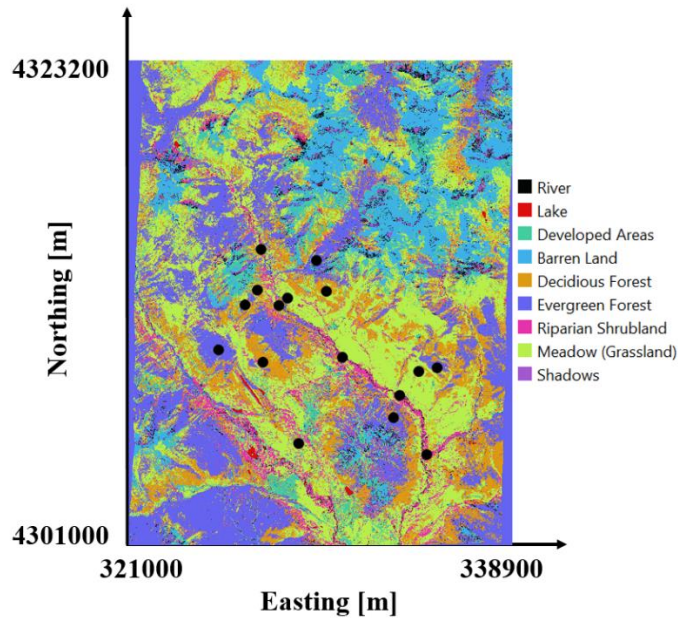 4323200
Northing [m]
4301000
321000
338900
Easting [m]
River
Lake
Developed Areas
Barren Land
Decidious Forest
Evergreen Forest
Riparian Shrubland
Meadow (Grassland)
Shadows